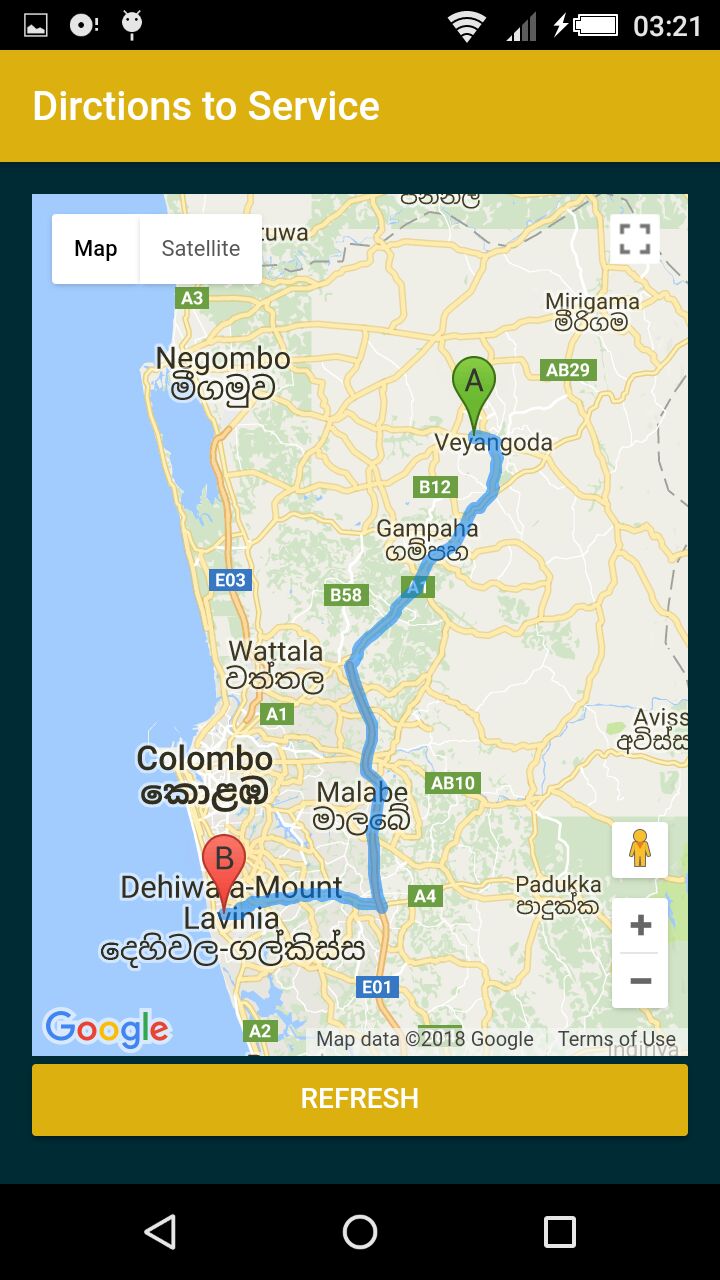 03:21
Dirctions to Service
Map
Satellite
A3
Mirigama
මීරිගම
Negombo
මීගමුව
AB29
A
Veyangoda
B12
Gampaha
ගම්පහ
E03
A1
B58
Wattala
වත්තල
A1
Aviss
අවිස්ස
Colombo
කොළඹ
AB10
Malabe
මාලබේ
B
Dehiwala-Mount
Lavinia
දෙහිවල-ගල්කිස්ස
A4
Padukka
පාදුක්ක
E01
Google
A2
Map data ©2018 Google
Terms of Use
REFRESH